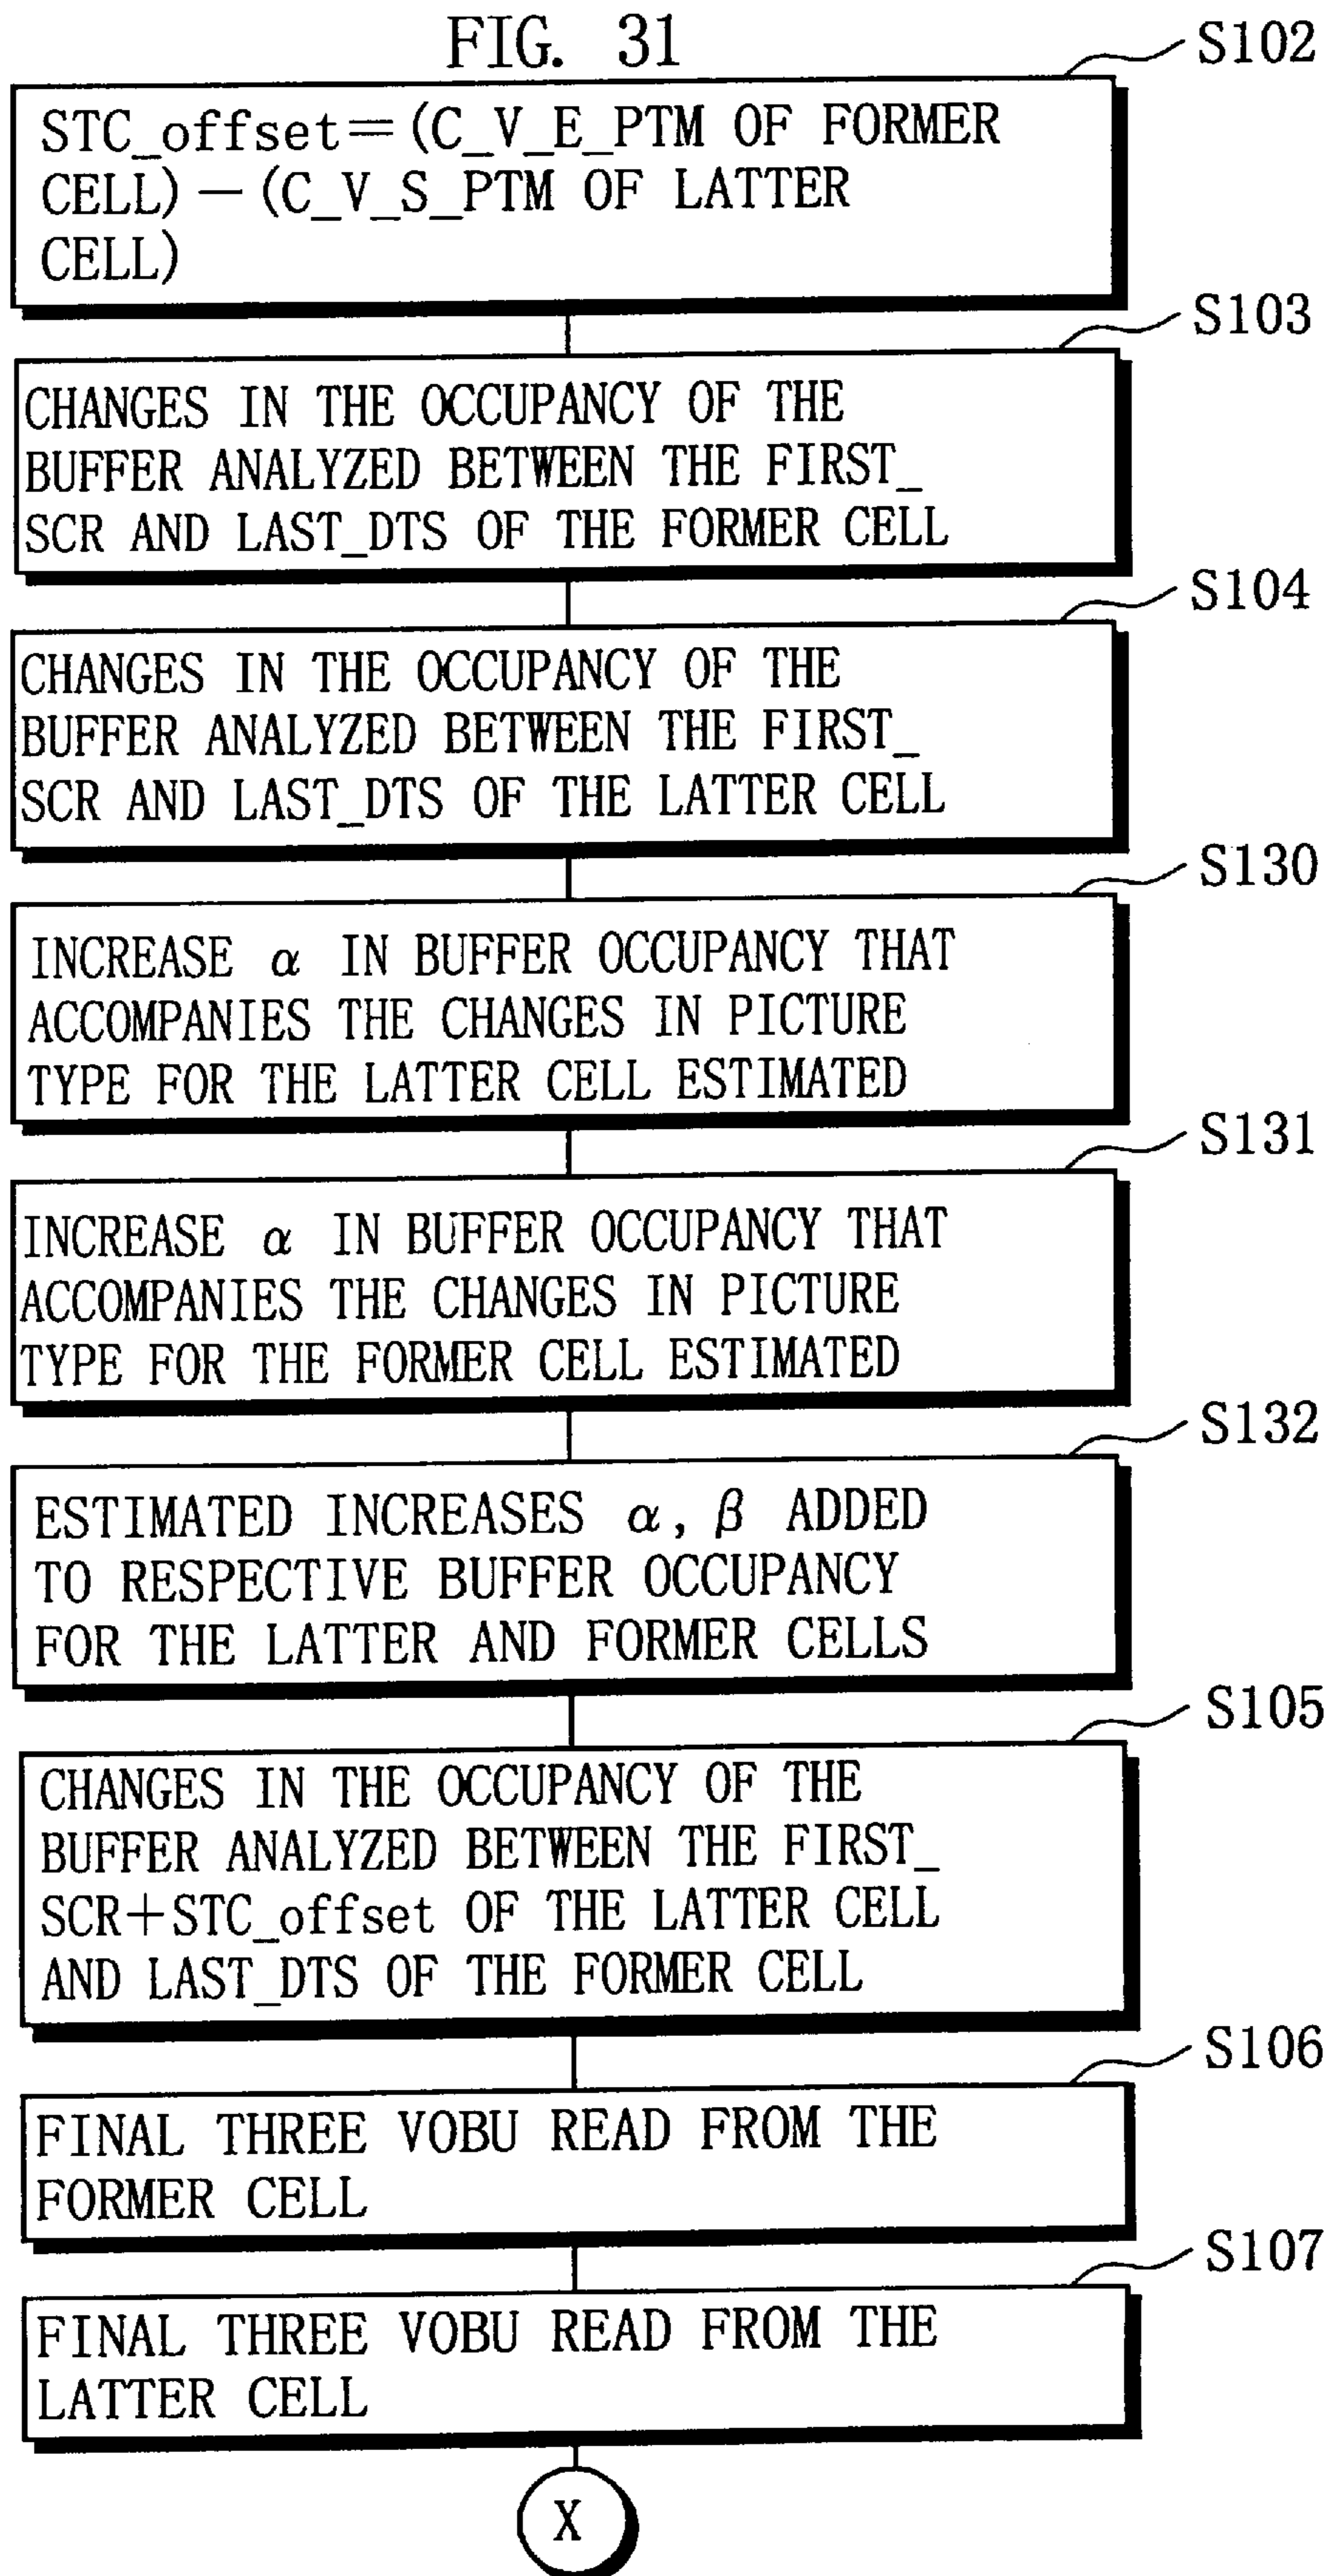 FIG. 31
S102
STC_offset=(C_V_E_PTM OF FORMER
CELL)-(C_V_S_PTM OF LATTER
CELL)
S103
CHANGES IN THE OCCUPANCY OF THE
BUFFER ANALYZED BETWEEN THE FIRST_
SCR AND LAST_DTS OF THE FORMER CELL
S104
CHANGES IN THE OCCUPANCY OF THE
BUFFER ANALYZED BETWEEN THE FIRST_
SCR AND LAST_DTS OF THE LATTER CELL
S130
INCREASE α IN BUFFER OCCUPANCY THAT
ACCOMPANIES THE CHANGES IN PICTURE
TYPE FOR THE LATTER CELL ESTIMATED
S131
INCREASE α IN BUFFER OCCUPANCY THAT
ACCOMPANIES THE CHANGES IN PICTURE
TYPE FOR THE FORMER CELL ESTIMATED
S132
ESTIMATED INCREASES α, β ADDED
TO RESPECTIVE BUFFER OCCUPANCY
FOR THE LATTER AND FORMER CELLS
S105
CHANGES IN THE OCCUPANCY OF THE
BUFFER ANALYZED BETWEEN THE FIRST_
SCR+STC_offset OF THE LATTER CELL
AND LAST_DTS OF THE FORMER CELL
S106
FINAL THREE VOBU READ FROM THE
FORMER CELL
S107
FINAL THREE VOBU READ FROM THE
LATTER CELL
X